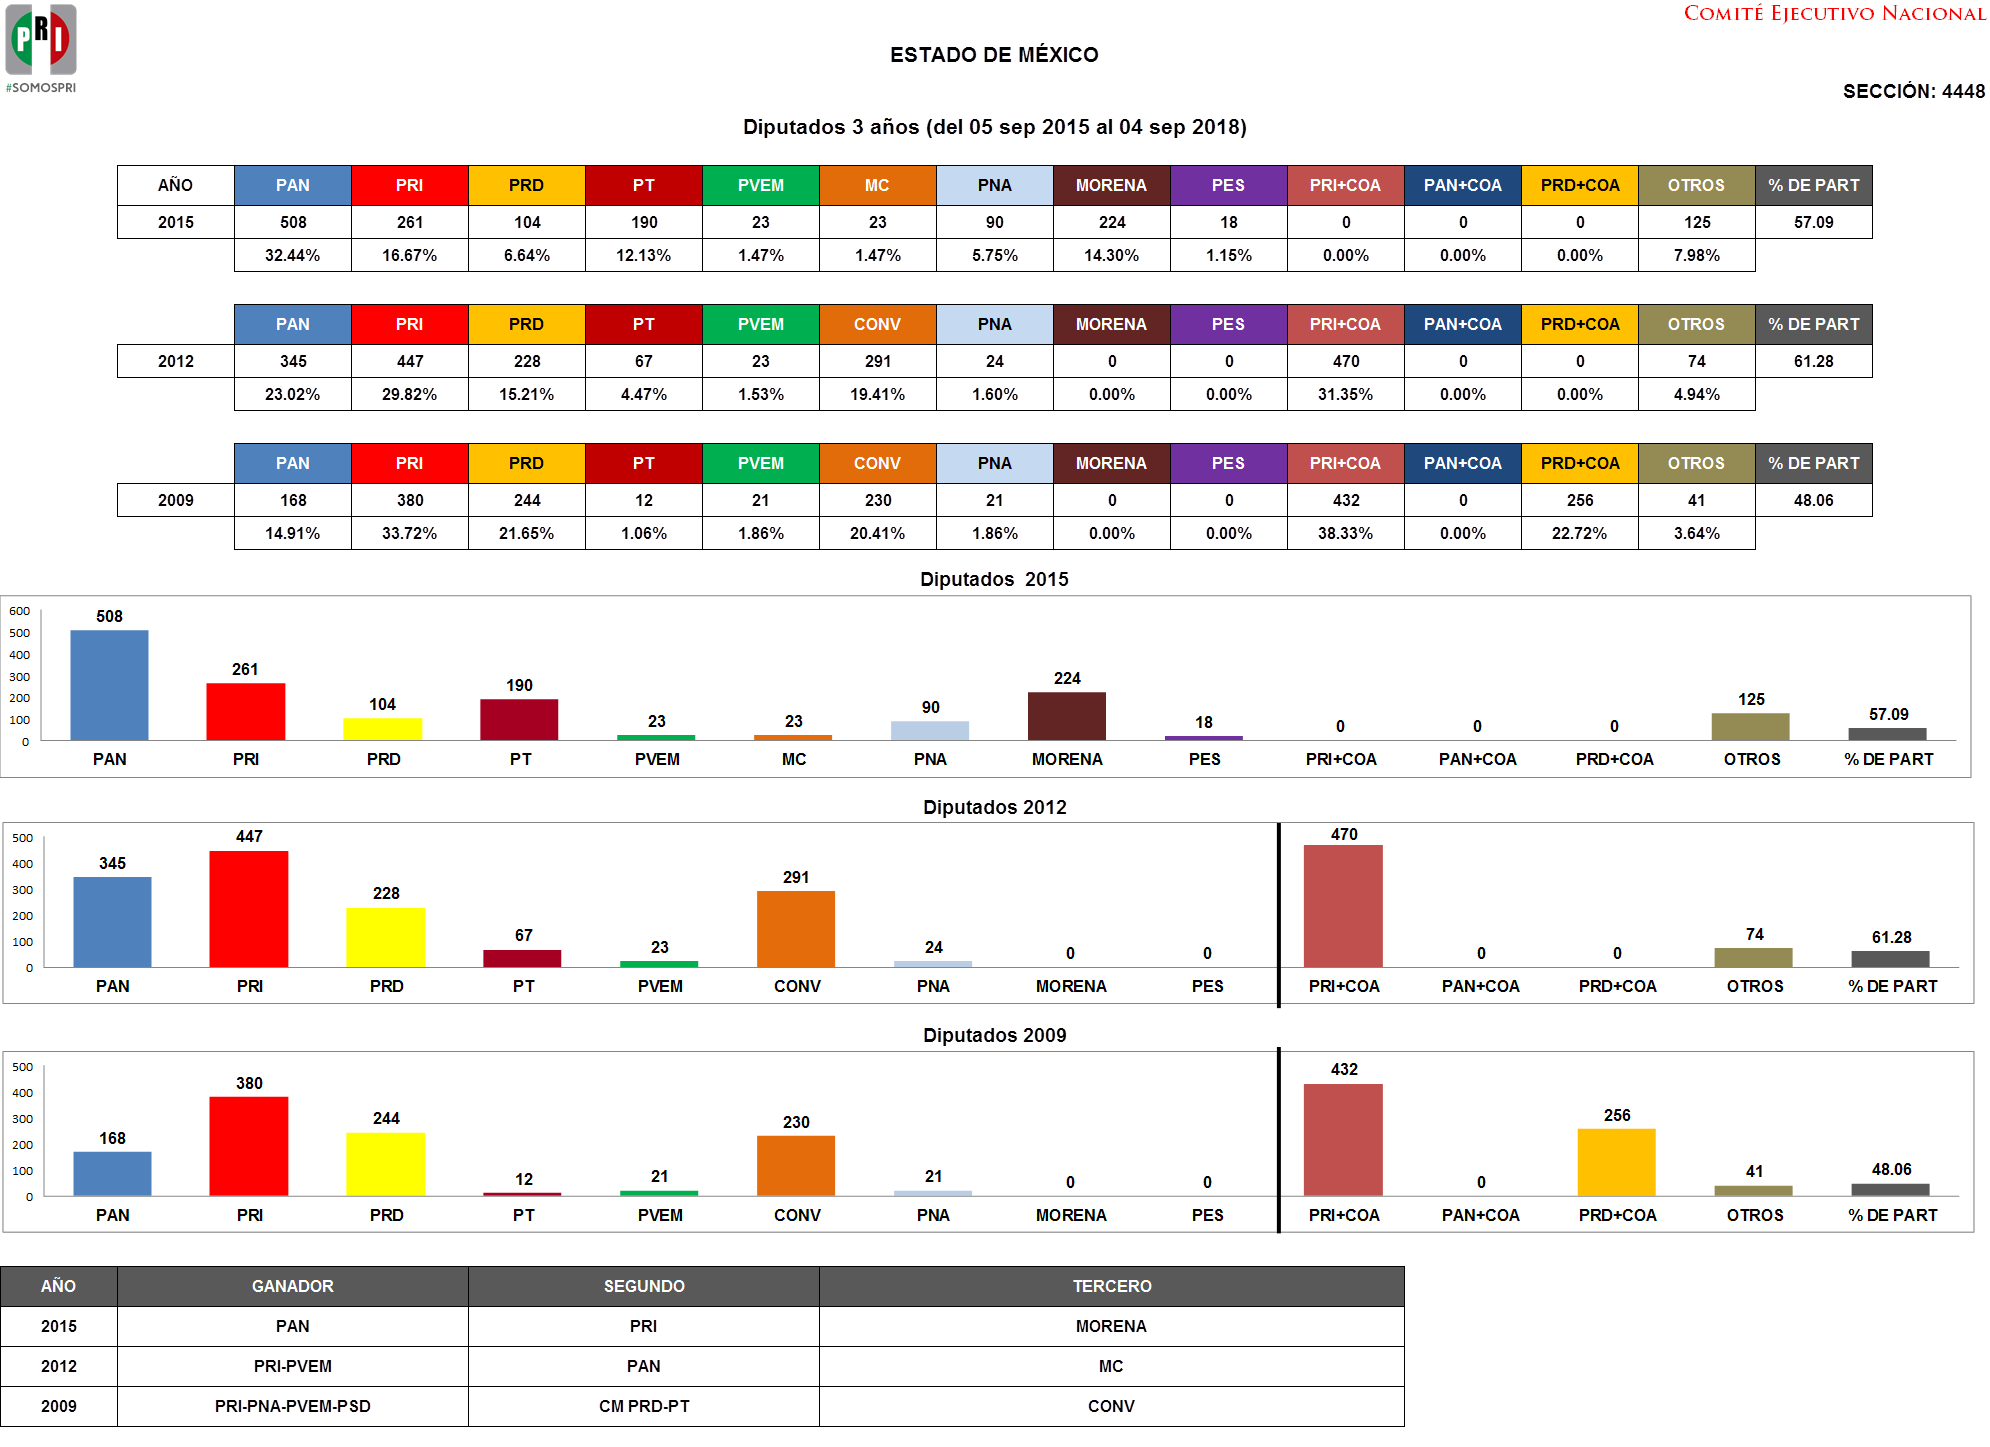 PRI
#SOMOSPRI
COMITÉ EJECUTIVO NACIONAL
ESTADO DE MÉXICO
SECCIÓN: 4448
Diputados 3 años (del 05 sep 2015 al 04 sep 2018)
AÑO PAN PRI PRD PT PVEM MC PNA MORENA PES PRI+COA PAN+COA PRD+COA OTROS % DE PART
2015 508 261 104 190 23 23 90 224 18 0 0 0 125 57.09
32.44% 16.67% 6.64% 12.13% 1.47% 1.47% 5.75% 14.30% 1.15% 0.00% 0.00% 0.00% 7.98%
PAN PRI PRD PT PVEM CONV PNA MORENA PES PRI+COA PAN+COA PRD+COA OTROS % DE PART
2012 345 447 228 67 23 291 24 0 0 470 0 0 74 61.28
23.02% 29.82% 15.21% 4.47% 1.53% 19.41% 1.60% 0.00% 0.00% 31.35% 0.00% 0.00% 4.94%
PAN PRI PRD PT PVEM CONV PNA MORENA PES PRI+COA PAN+COA PRD+COA OTROS % DE PART
2009 168 380 244 12 21 230 21 0 0 432 0 256 41 48.06
14.91% 33.72% 21.65% 1.06% 1.86% 20.41% 1.86% 0.00% 0.00% 38.33% 0.00% 22.72% 3.64%
Diputados 2015
600
500
400
300
200
100
0
508 261 104 190 23 23 90 224 18 0 0 0 125 57.09
PAN PRI PRD PT PVEM MC PNA MORENA PES PRI+COA PAN+COA PRD+COA OTROS % DE PART
Diputados 2012
500
400
300
200
100
0
345 447 228 67 23 291 24 0 0 470 0 0 74 61.28
PAN PRI PRD PT PVEM CONV PNA MORENA PES PRI+COA PAN+COA PRD+COA OTROS % DE PART
Diputados 2009
500
400
300
200
100
0
168 380 244 12 21 230 21 0 0 432 0 256 41 48.06
PAN PRI PRD PT PVEM CONV PNA MORENA PES PRI+COA PAN+COA PRD+COA OTROS % DE PART
AÑO GANADOR SEGUNDO TERCERO
2015 PAN PRI MORENA
2012 PRI-PVEM PAN MC
2009 PRI-PNA-PVEM-PSD CM PRD-PT CONV